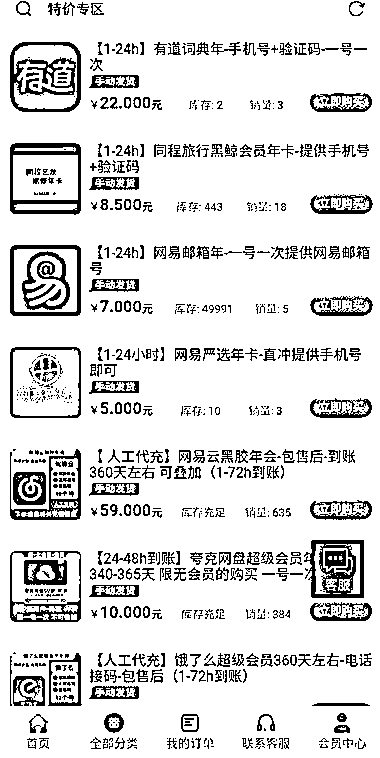 特价专区
【1-24h】有道词典年-手机号+验证码-一号一次
有道
手动发货
¥22.000元 库存: 2 销量: 3 立即购买
【1-24h】同程旅行黑鲸会员年卡-提供手机号
+验证码
手动发货
¥8.500元 库存: 443 销量: 18 立即购买
【1-24h】网易邮箱年-一号一次提供网易邮箱
号
易
手动发货
¥7.000元 库存: 49991 销量: 5 立即购买
【1-24小时】网易严选年卡-直冲提供手机号
即可
手动发货
¥5.000元 库存: 10 销量: 3 立即购买
【人工代充】网易云黑胶年会-包售后-到账
360天左右 可叠加（1-72h到账）
手动发货
¥59.000元 库存充足 销量: 635 立即购买
【24-48h到账】夸克网盘超级会员年
340-365天 限无会员的购买 一号一次
客服
手动发货
¥10.000元 库存充足 销量: 384 立即购买
【人工代充】饿了么超级会员360天左右-电话
接码-包售后（1-72h到账）
手动发货
首页 全部分类 我的订单 联系客服 会员中心